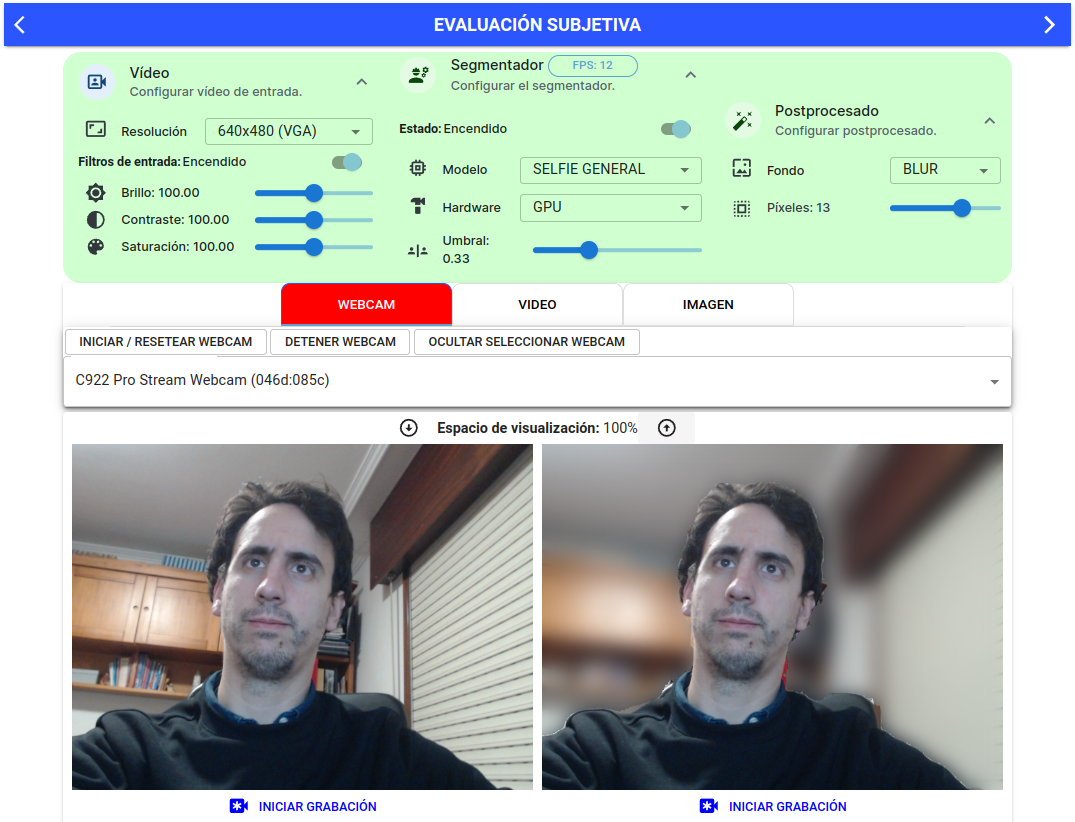 EVALUACIÓN SUBJETIVA
Vídeo
Configurar vídeo de entrada.
Resolución 640x480 (VGA)
Filtros de entrada: Encendido
Brillo: 100.00
Contraste: 100.00
Saturación: 100.00
Segmentador FPS: 12
Configurar el segmentador.
Estado: Encendido
Modelo SELFIE GENERAL
Hardware GPU
Umbral:
0.33
Postprocesado
Configurar postprocesado.
Fondo BLUR
Píxeles: 13
WEBCAM VIDEO IMAGEN
INICIAR / RESETEAR WEBCAM DETENER WEBCAM OCULTAR SELECCIONAR WEBCAM
C922 Pro Stream Webcam (046d:085c)
Espacio de visualización: 100%
INICIAR GRABACIÓN INICIAR GRABACIÓN